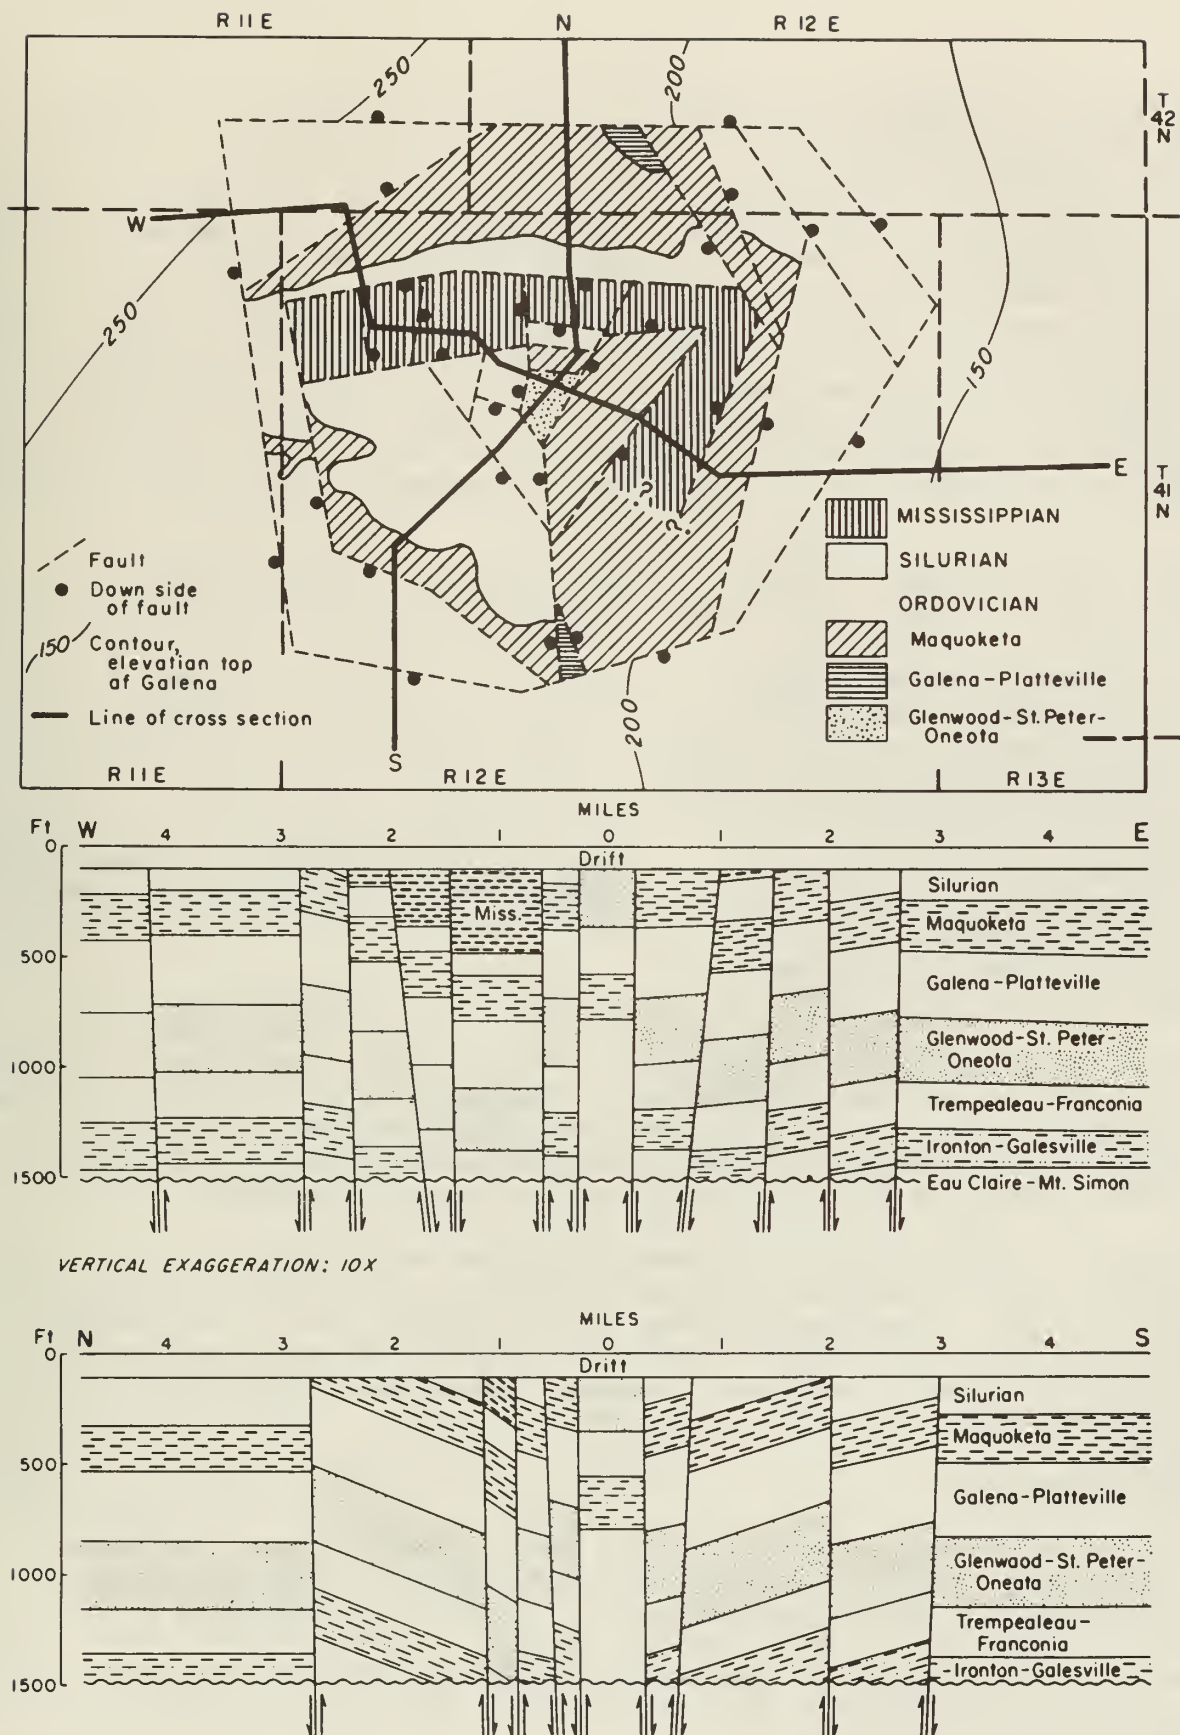 R 11 E N R 12 E
250
200
T
42
N
W
250
150
E
T
41
N
? ?
MISSISSIPPIAN
SILURIAN
ORDOVICIAN
Maquoketa
Galena-Platteville
Glenwood-St. Peter-
Oneota
Fault
Down side
of fault
150 Contour,
elevation top
of Galena
Line of cross section
S
200
R 11 E R 12 E R 13 E
MILES
Ft W 4 3 2 1 0 1 2 3 4 E
0
Drift
Silurian
Miss.
Maquoketa
500
Galena-Platteville
Glenwood-St. Peter-
Oneota
1000
Trempealeau-Franconia
Ironton-Galesville
1500
Eau Claire-Mt. Simon
VERTICAL EXAGGERATION: 10X
MILES
Ft N 4 3 2 1 0 1 2 3 4 S
0
Drift
Silurian
Maquoketa
500
Galena-Platteville
Glenwood-St. Peter-
Oneota
1000
Trempealeau-
Franconia
Ironton-Galesville
1500